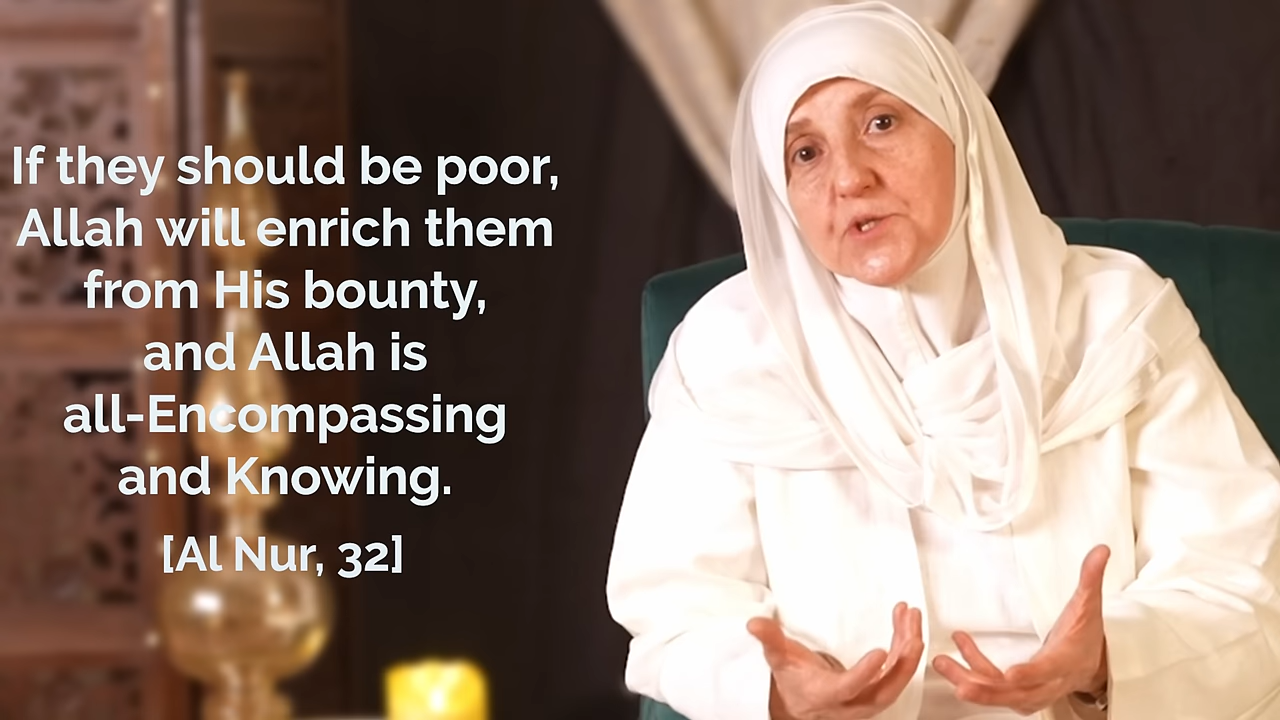 If they should be poor,
Allah will enrich them
from His bounty,
and Allah is
all-Encompassing
and Knowing.
[Al Nur, 32]